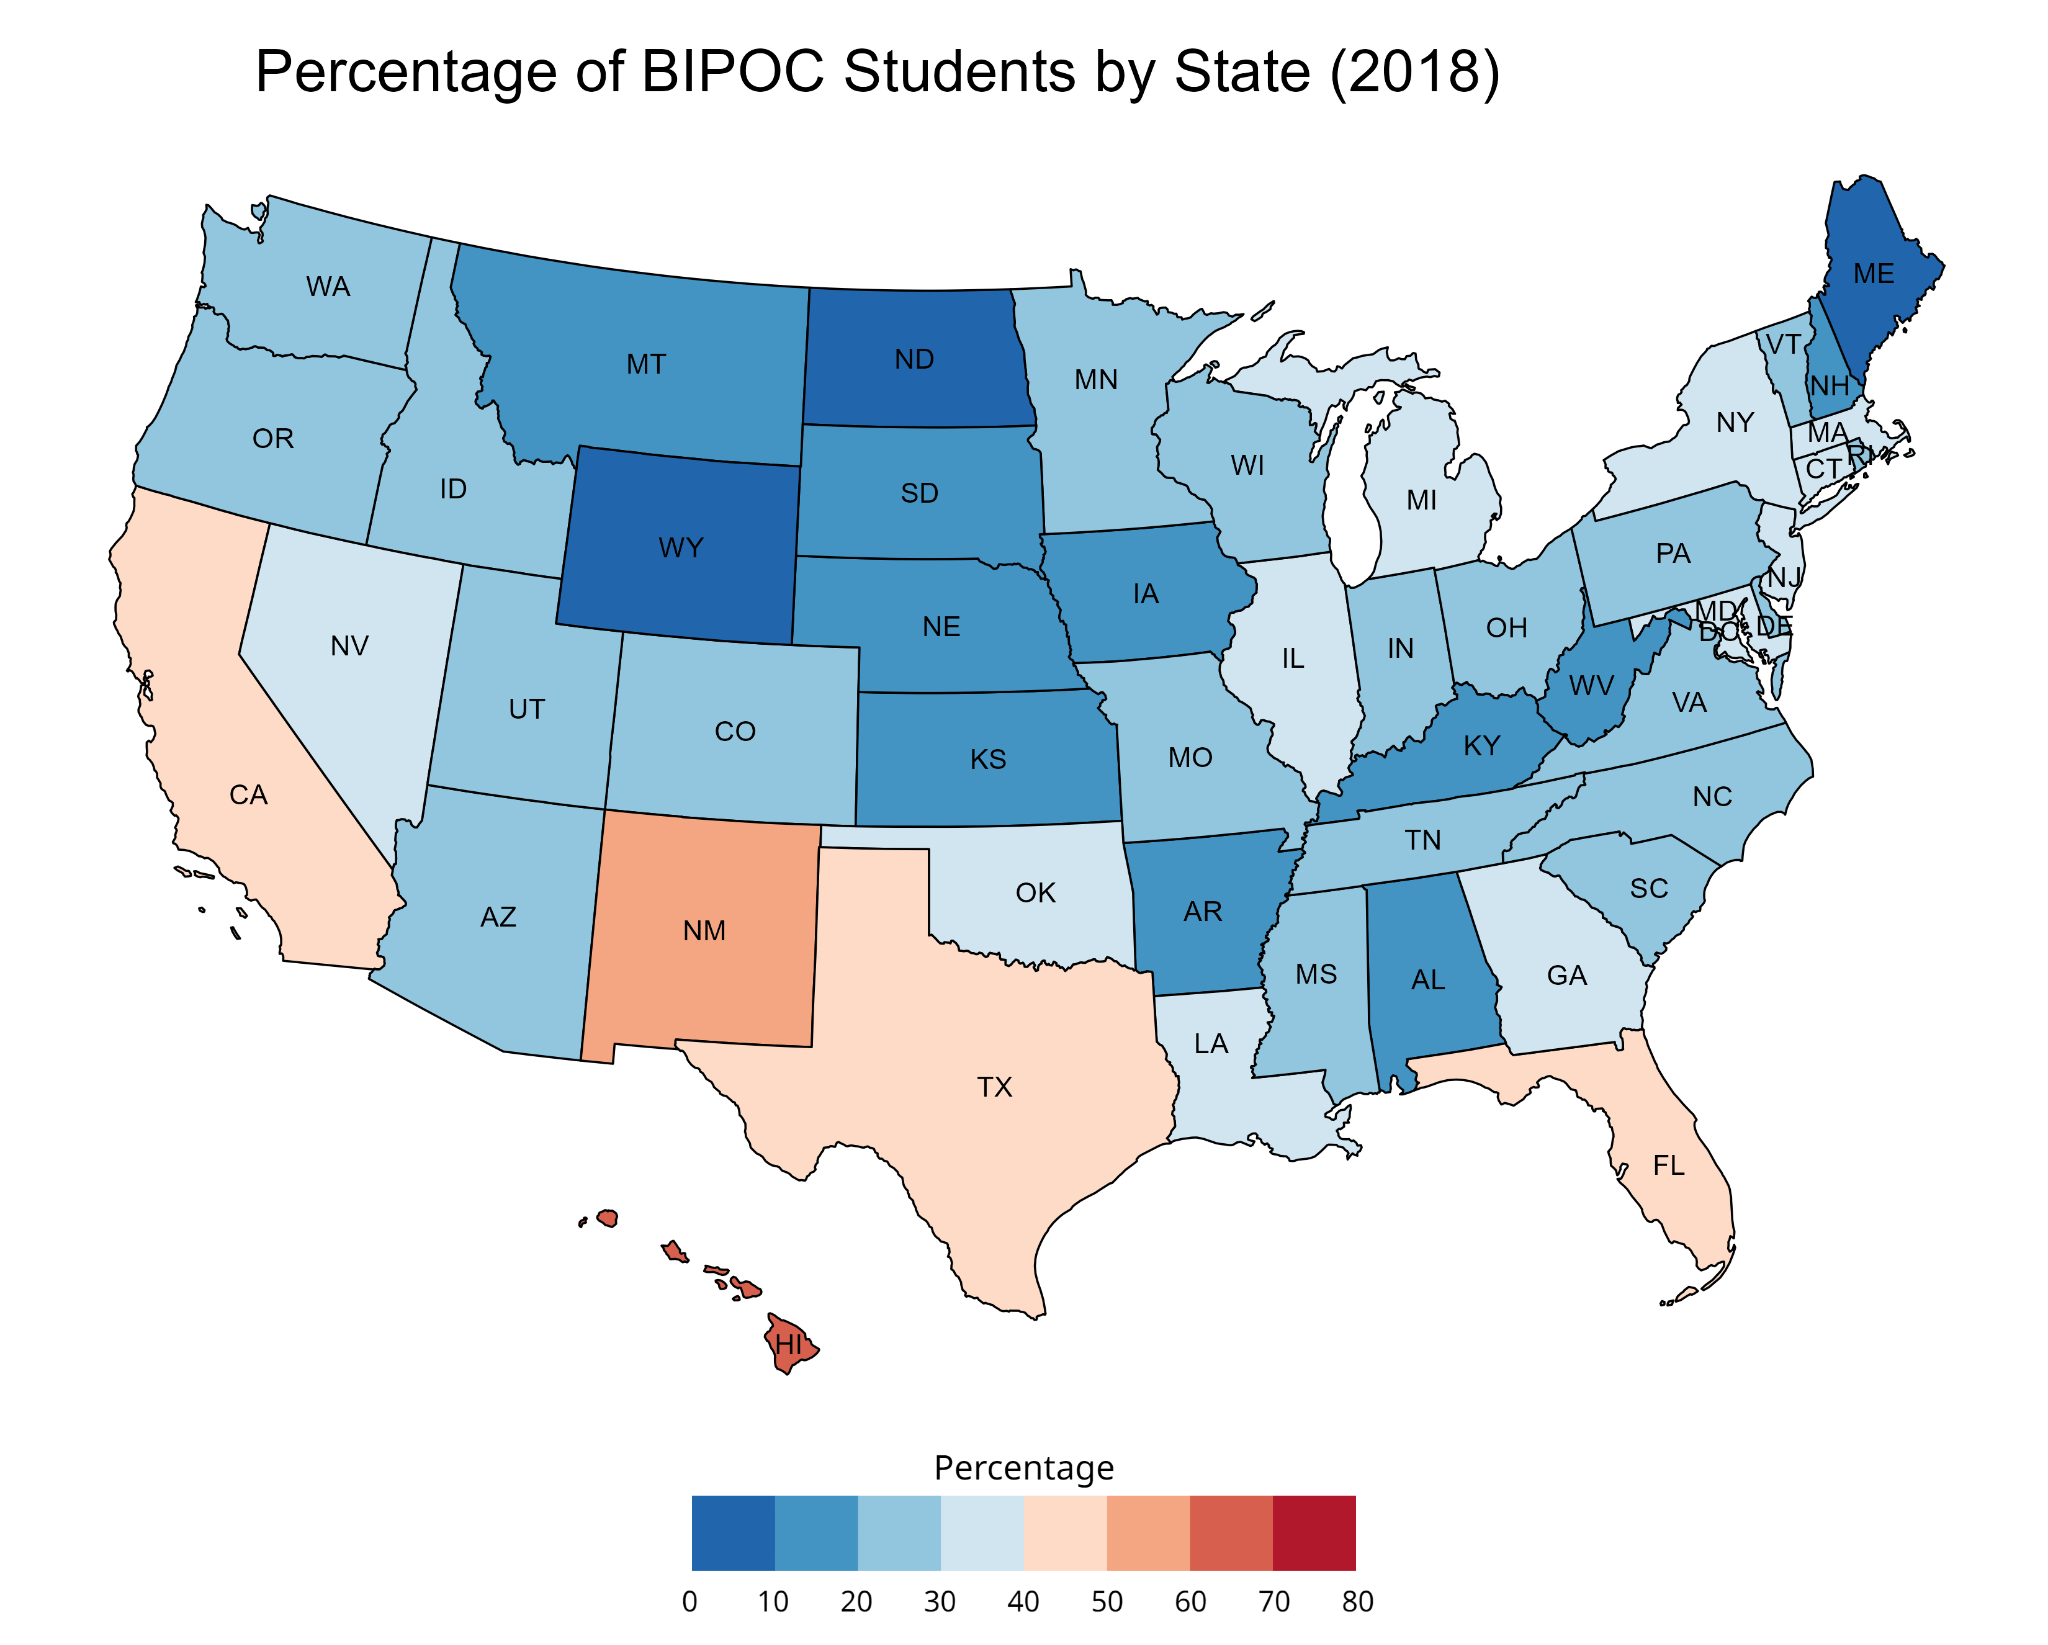 Percentage of BIPOC Students by State (2018)
ME
WA
VT
ND
MT
MN
NH
NY
MA
OR
RI
WI
CT
ID
SD
MI
WY
PA
NJ
IA
MD
NE
OH
DE
DC
NV
IN
IL
WV
UT
VA
CO
KY
KS
MO
CA
NC
TN
OK
SC
AR
AZ
NM
MS
GA
AL
LA
TX
FL
HI
Percentage
0 10 20 30 40 50 60 70 80